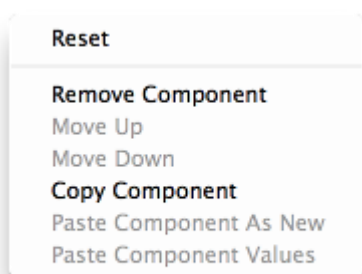 Reset
Remove Component
Move Up
Move Down
Copy Component
Paste Component As New
Paste Component Values